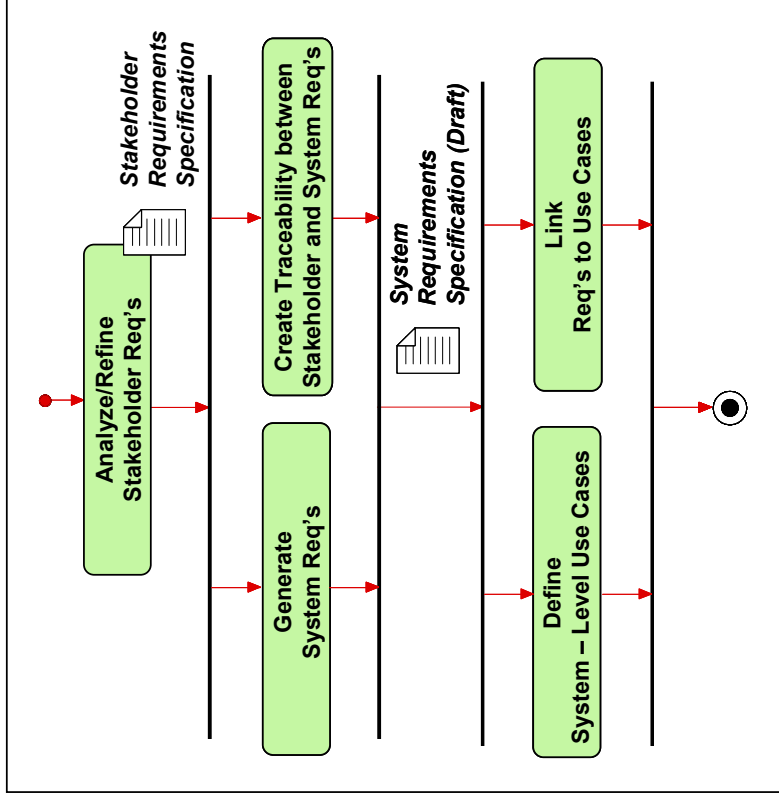 Analyze/Refine
Stakeholder Req's
Stakeholder
Requirements
Specification
Generate
System Req's
Create Traceability between
Stakeholder and System Req's
System
Requirements
Specification (Draft)
Define
System – Level Use Cases
Link
Req's to Use Cases